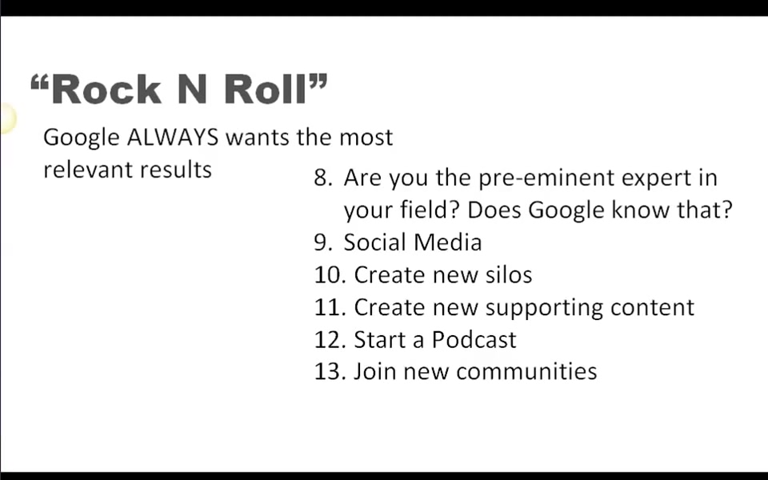 “Rock N Roll”
Google ALWAYS wants the most
relevant results
8. Are you the pre-eminent expert in
your field? Does Google know that?
9. Social Media
10. Create new silos
11. Create new supporting content
12. Start a Podcast
13. Join new communities